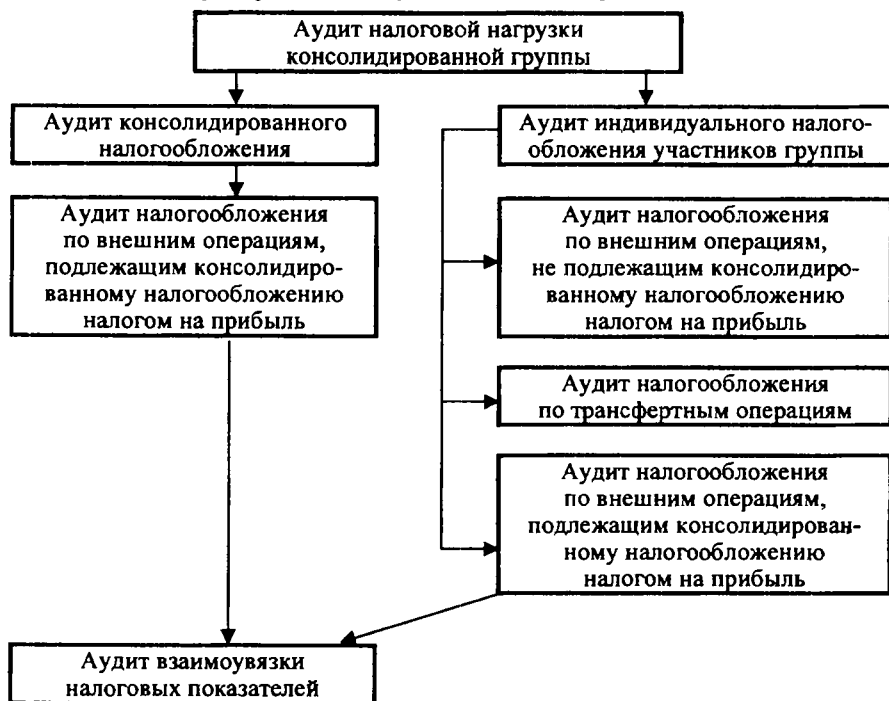 Аудит налоговой нагрузки
консолидированной группы
Аудит консолидированного
налогообложения
Аудит индивидуального налого-
обложения участников группы
Аудит налогообложения
по внешним операциям,
подлежащим консолидиро-
ванному налогообложению
налогом на прибыль
Аудит налогообложения
по внешним операциям,
не подлежащим консолидиро-
ванному налогообложению
налогом на прибыль
Аудит налогообложения
по трансфертным операциям
Аудит налогообложения
по внешним операциям,
подлежащим консолидирован-
ному налогообложению
налогом на прибыль
Аудит взаимоувязки
налоговых показателей